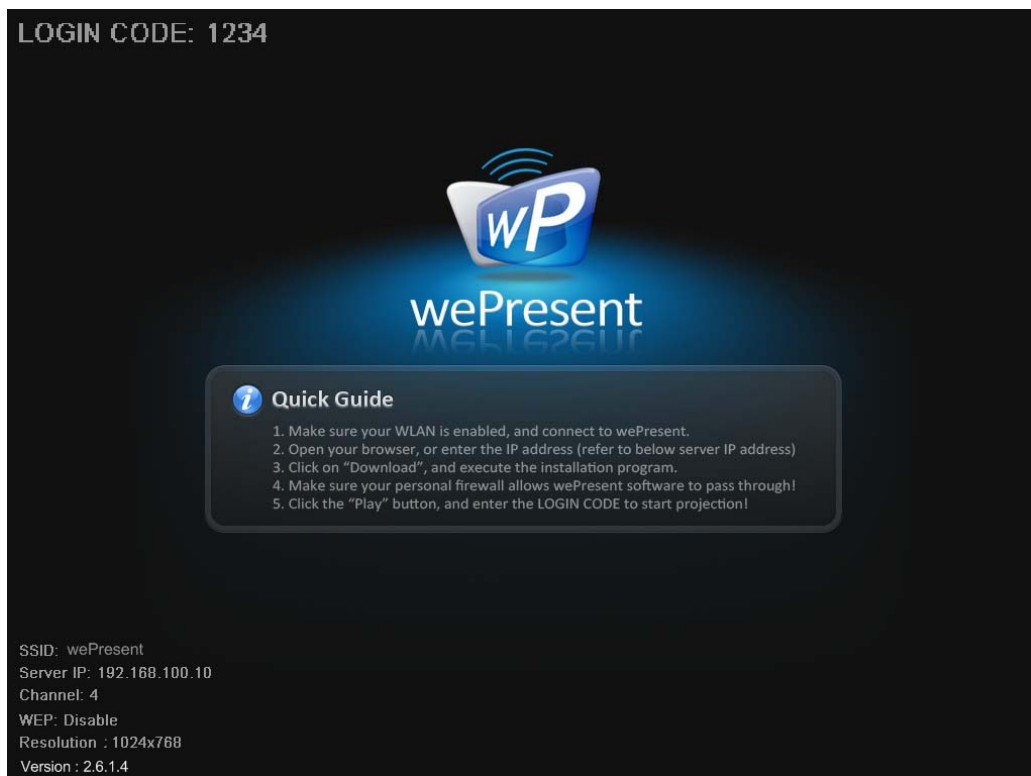 LOGIN CODE: 1234
wP
wePresent
Quick Guide
1. Make sure your WLAN is enabled, and connect to wePresent.
2. Open your browser, or enter the IP address (refer to below server IP address)
3. Click on “Download”, and execute the installation program.
4. Make sure your personal firewall allows wePresent software to pass through!
5. Click the “Play” button, and enter the LOGIN CODE to start projection!
SSID: wePresent
Server IP: 192.168.100.10
Channel: 4
WEP: Disable
Resolution : 1024x768
Version : 2.6.1.4